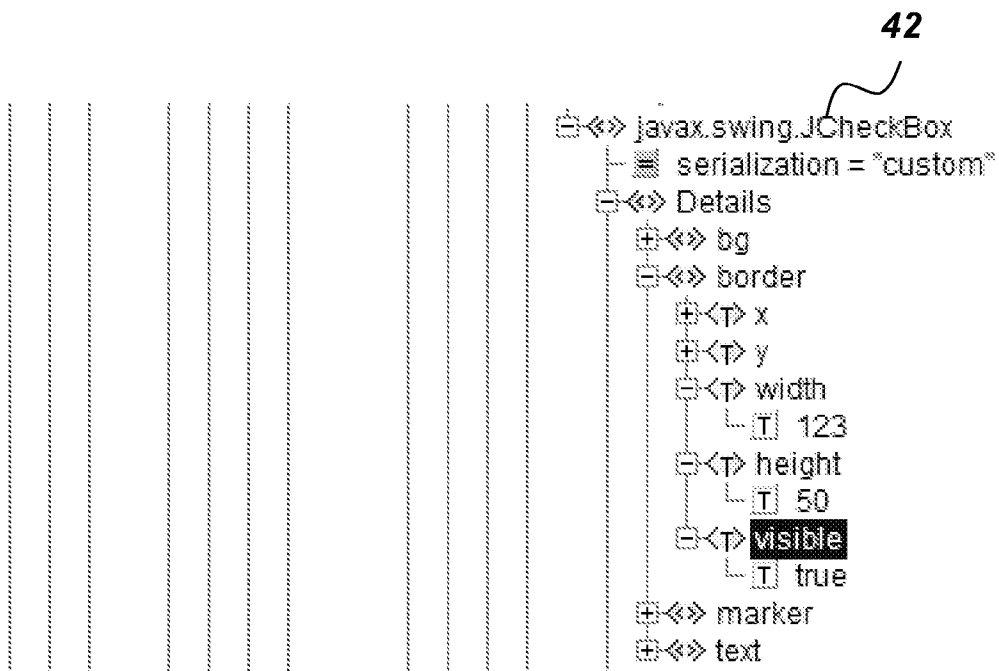 42
javax.swing.JCheckBox
serialization = "custom"
Details
bg
border
T x
T y
T width
T 123
T height
T 50
T visible
T true
marker
text